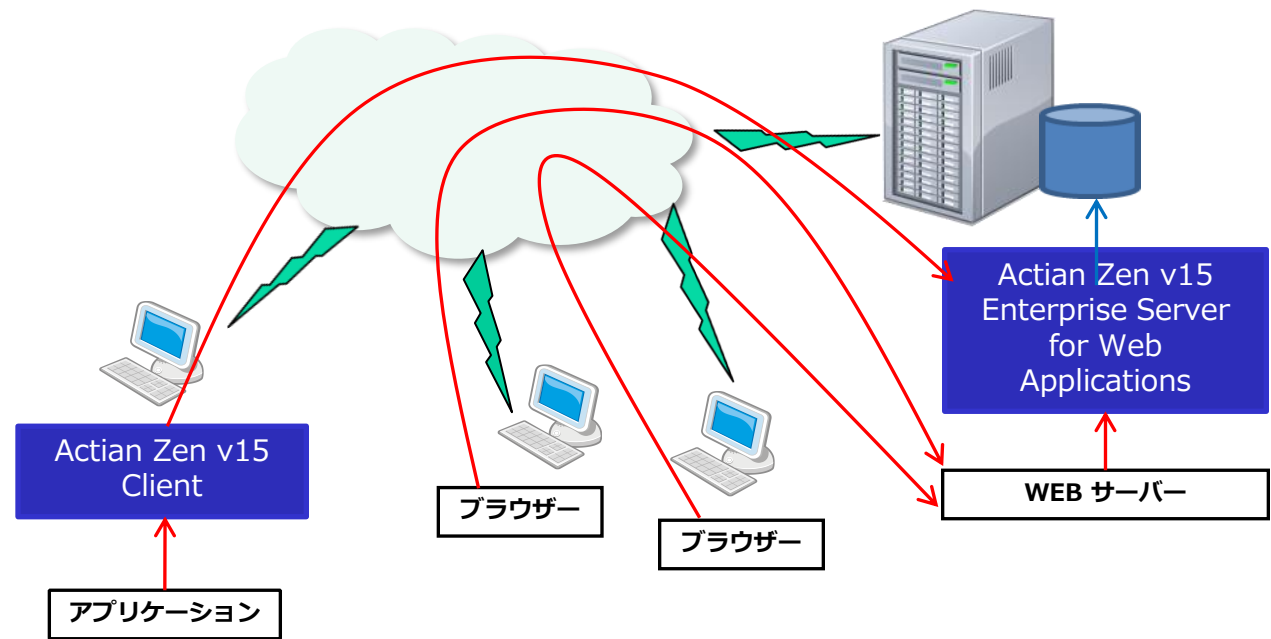 Actian Zen v15
Enterprise Server
for Web
Applications
Actian Zen v15
Client
ブラウザー
ブラウザー
WEB サーバー
アプリケーション